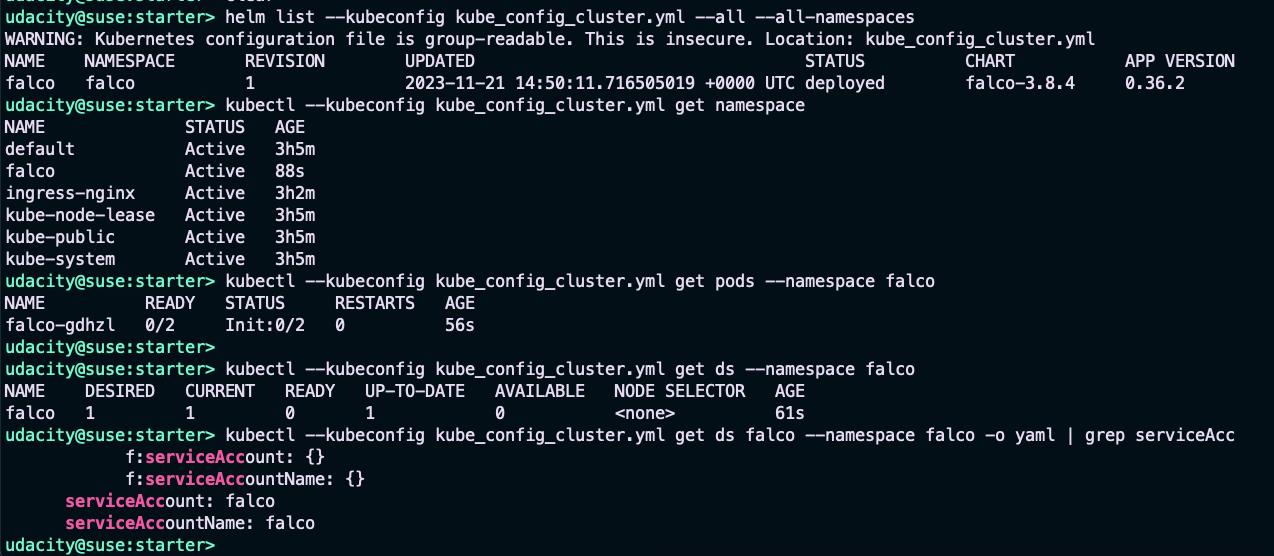 udacity@suse:starter> helm list --kubeconfig kube_config_cluster.yml --all --all-namespaces
WARNING: Kubernetes configuration file is group-readable. This is insecure. Location: kube_config_cluster.yml
NAME NAMESPACE REVISION UPDATED STATUS CHART APP VERSION
falco falco 1 2023-11-21 14:50:11.716505019 +0000 UTC deployed falco-3.8.4 0.36.2
udacity@suse:starter> kubectl --kubeconfig kube_config_cluster.yml get namespace
NAME STATUS AGE
default Active 3h5m
falco Active 88s
ingress-nginx Active 3h2m
kube-node-lease Active 3h5m
kube-public Active 3h5m
kube-system Active 3h5m
udacity@suse:starter> kubectl --kubeconfig kube_config_cluster.yml get pods --namespace falco
NAME READY STATUS RESTARTS AGE
falco-gdhzl 0/2 Init:0/2 0 56s
udacity@suse:starter>
udacity@suse:starter> kubectl --kubeconfig kube_config_cluster.yml get ds --namespace falco
NAME DESIRED CURRENT READY UP-TO-DATE AVAILABLE NODE SELECTOR AGE
falco 1 1 0 1 0 <none> 61s
udacity@suse:starter> kubectl --kubeconfig kube_config_cluster.yml get ds falco --namespace falco -o yaml | grep serviceAcc
f:serviceAccount: {}
f:serviceAccountName: {}
serviceAccount: falco
serviceAccountName: falco
udacity@suse:starter>